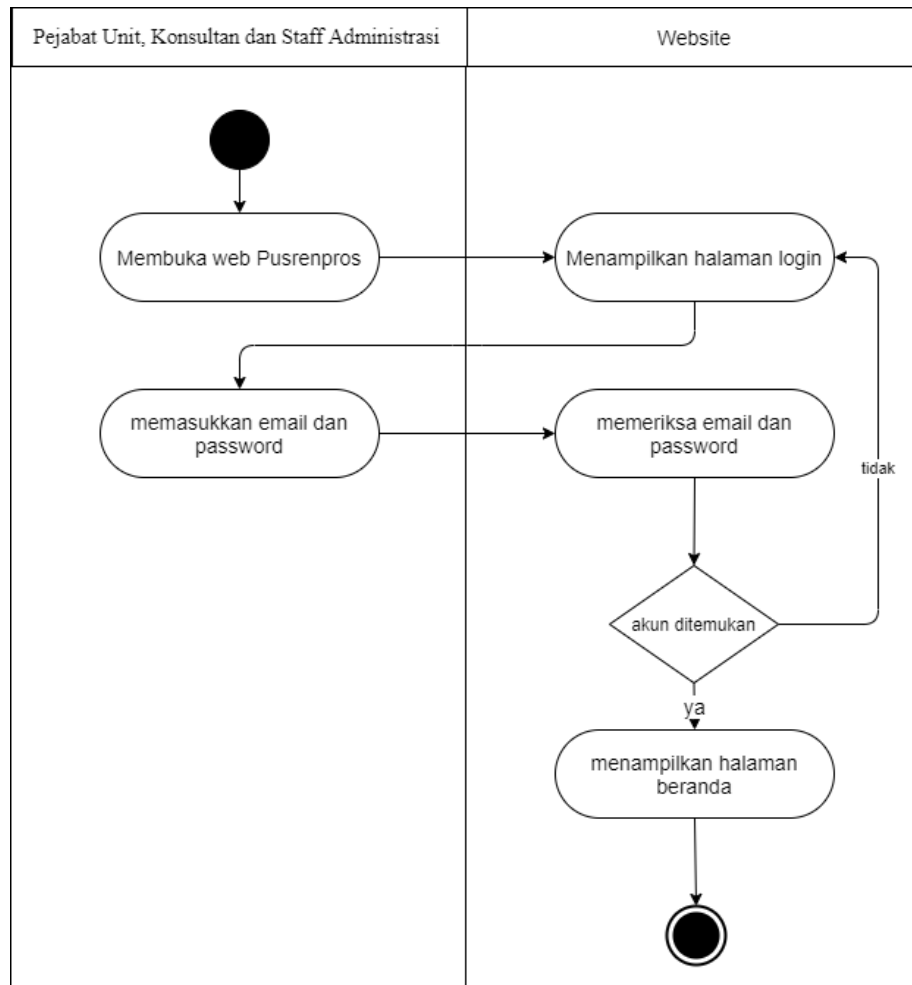 Pejabat Unit, Konsultan dan Staff Administrasi
Website
Membuka web Pusrenpros
Menampilkan halaman login
memasukkan email dan
password
memeriksa email dan
password
tidak
akun ditemukan
ya
menampilkan halaman
beranda